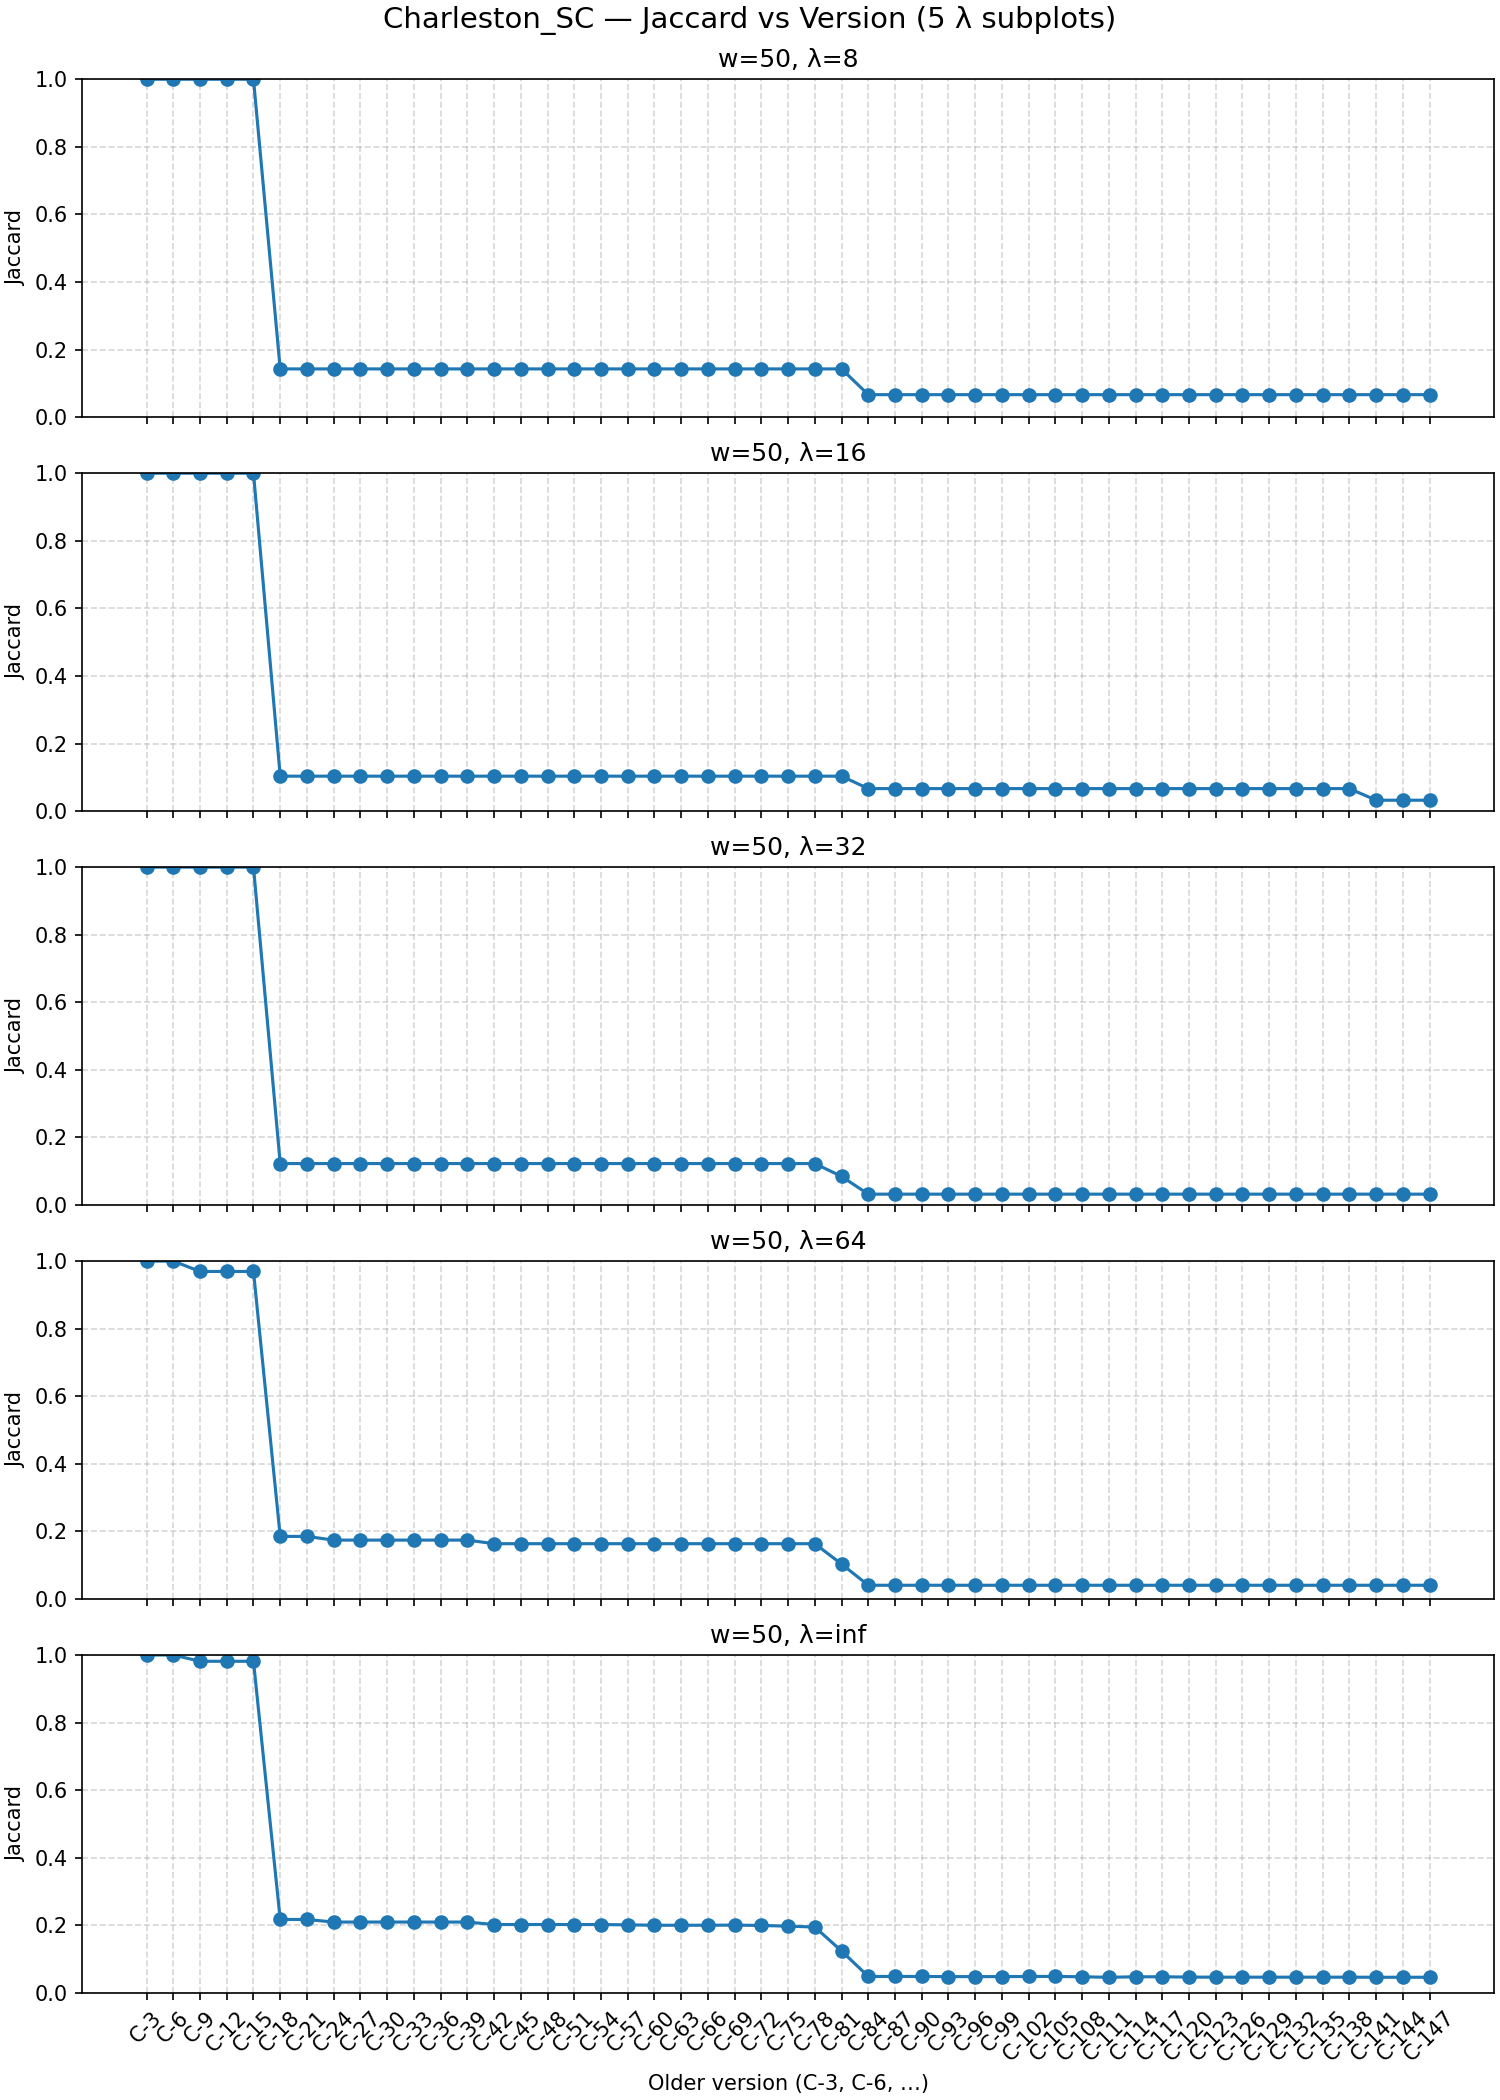 Charleston_SC — Jaccard vs Version (5 λ subplots)
w=50, λ=8
1.0
0.8
0.6
0.4
0.2
0.0
Jaccard
w=50, λ=16
1.0
0.8
0.6
0.4
0.2
0.0
Jaccard
w=50, λ=32
1.0
0.8
0.6
0.4
0.2
0.0
Jaccard
w=50, λ=64
1.0
0.8
0.6
0.4
0.2
0.0
Jaccard
w=50, λ=inf
1.0
0.8
0.6
0.4
0.2
0.0
Jaccard
C-3 C-6 C-9 C-12 C-15 C-18 C-21 C-24 C-27 C-30 C-33 C-36 C-39 C-42 C-45 C-48 C-51 C-54 C-57 C-60 C-63 C-66 C-69 C-72 C-75 C-78 C-81 C-84 C-87 C-90 C-93 C-96 C-99 C-102 C-105 C-108 C-111 C-114 C-117 C-120 C-123 C-126 C-129 C-132 C-135 C-138 C-141 C-144 C-147
Older version (C-3, C-6, ...)